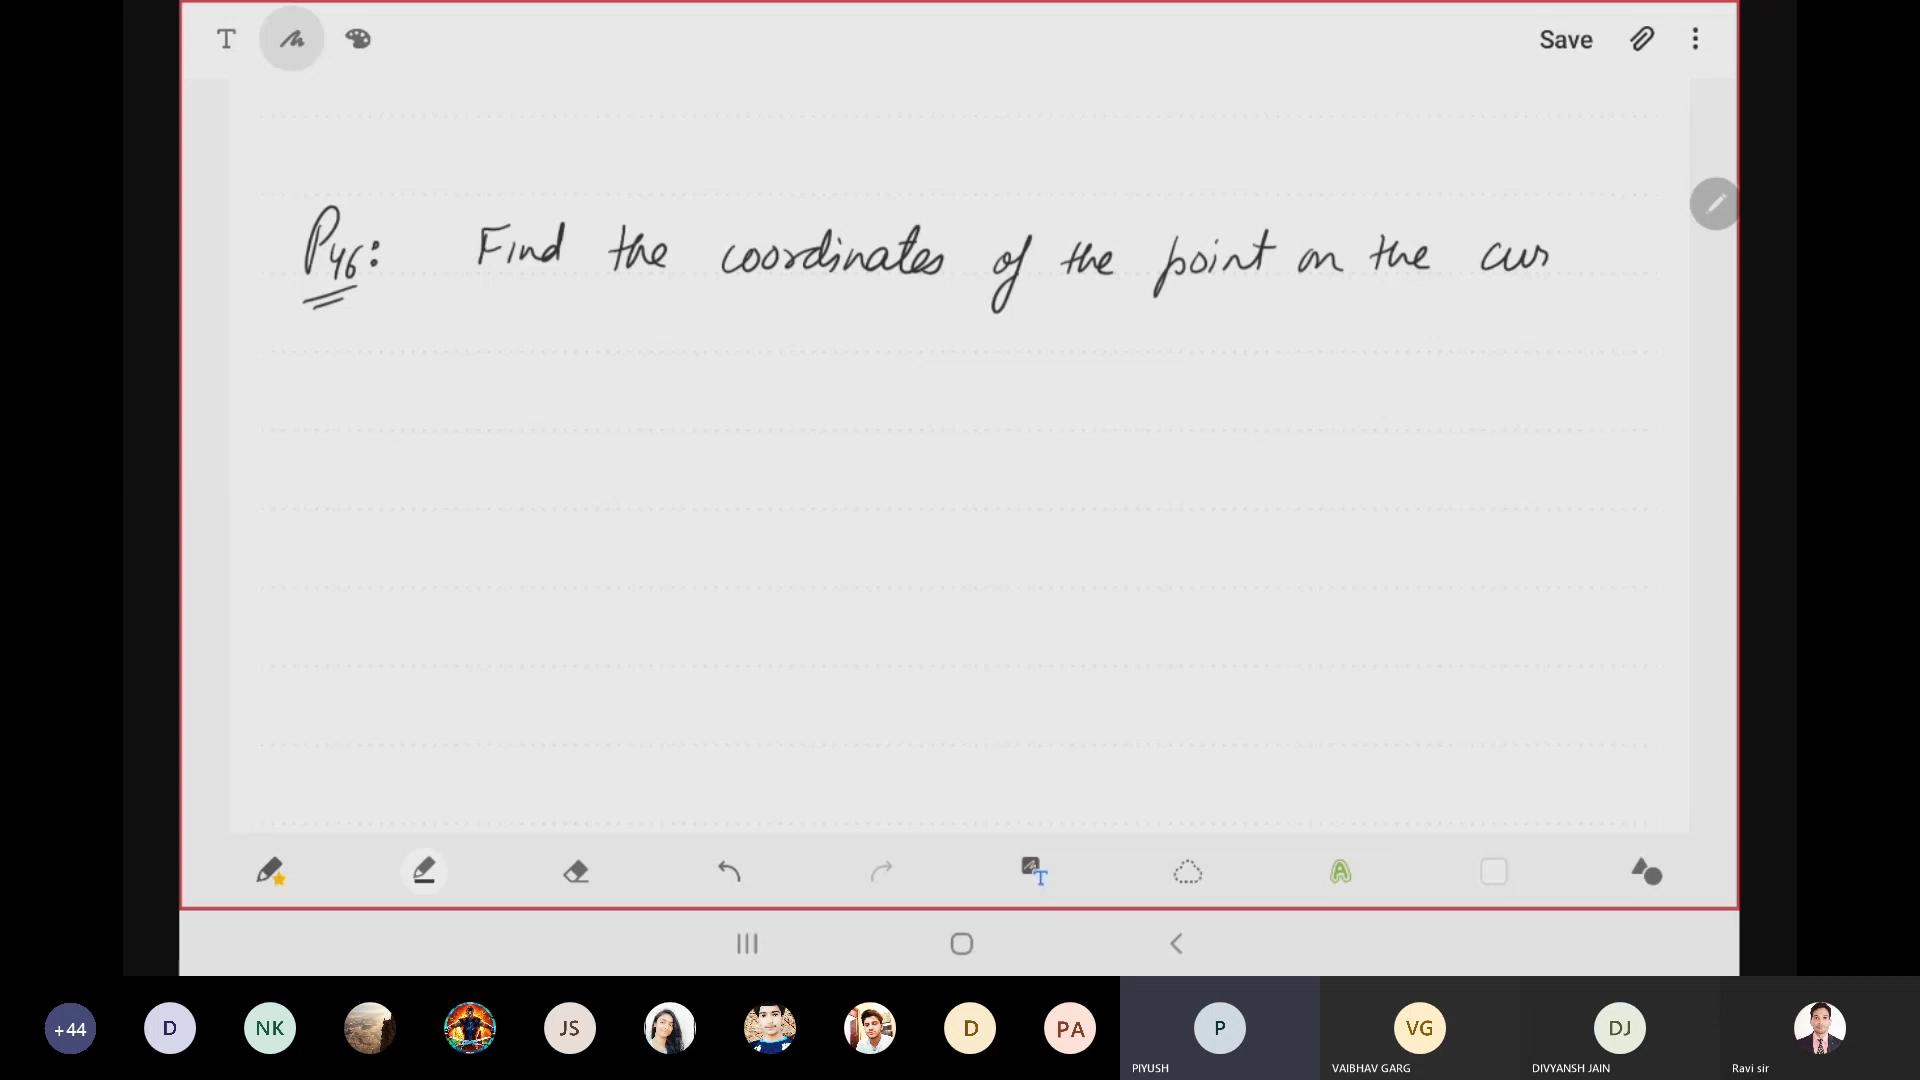 T Save
P46: Find the coordinates of the point on the cur
T A
+44 D NK JS D PA P VG DJ
PIYUSH VAIBHAV GARG DIVYANSH JAIN Ravi sir